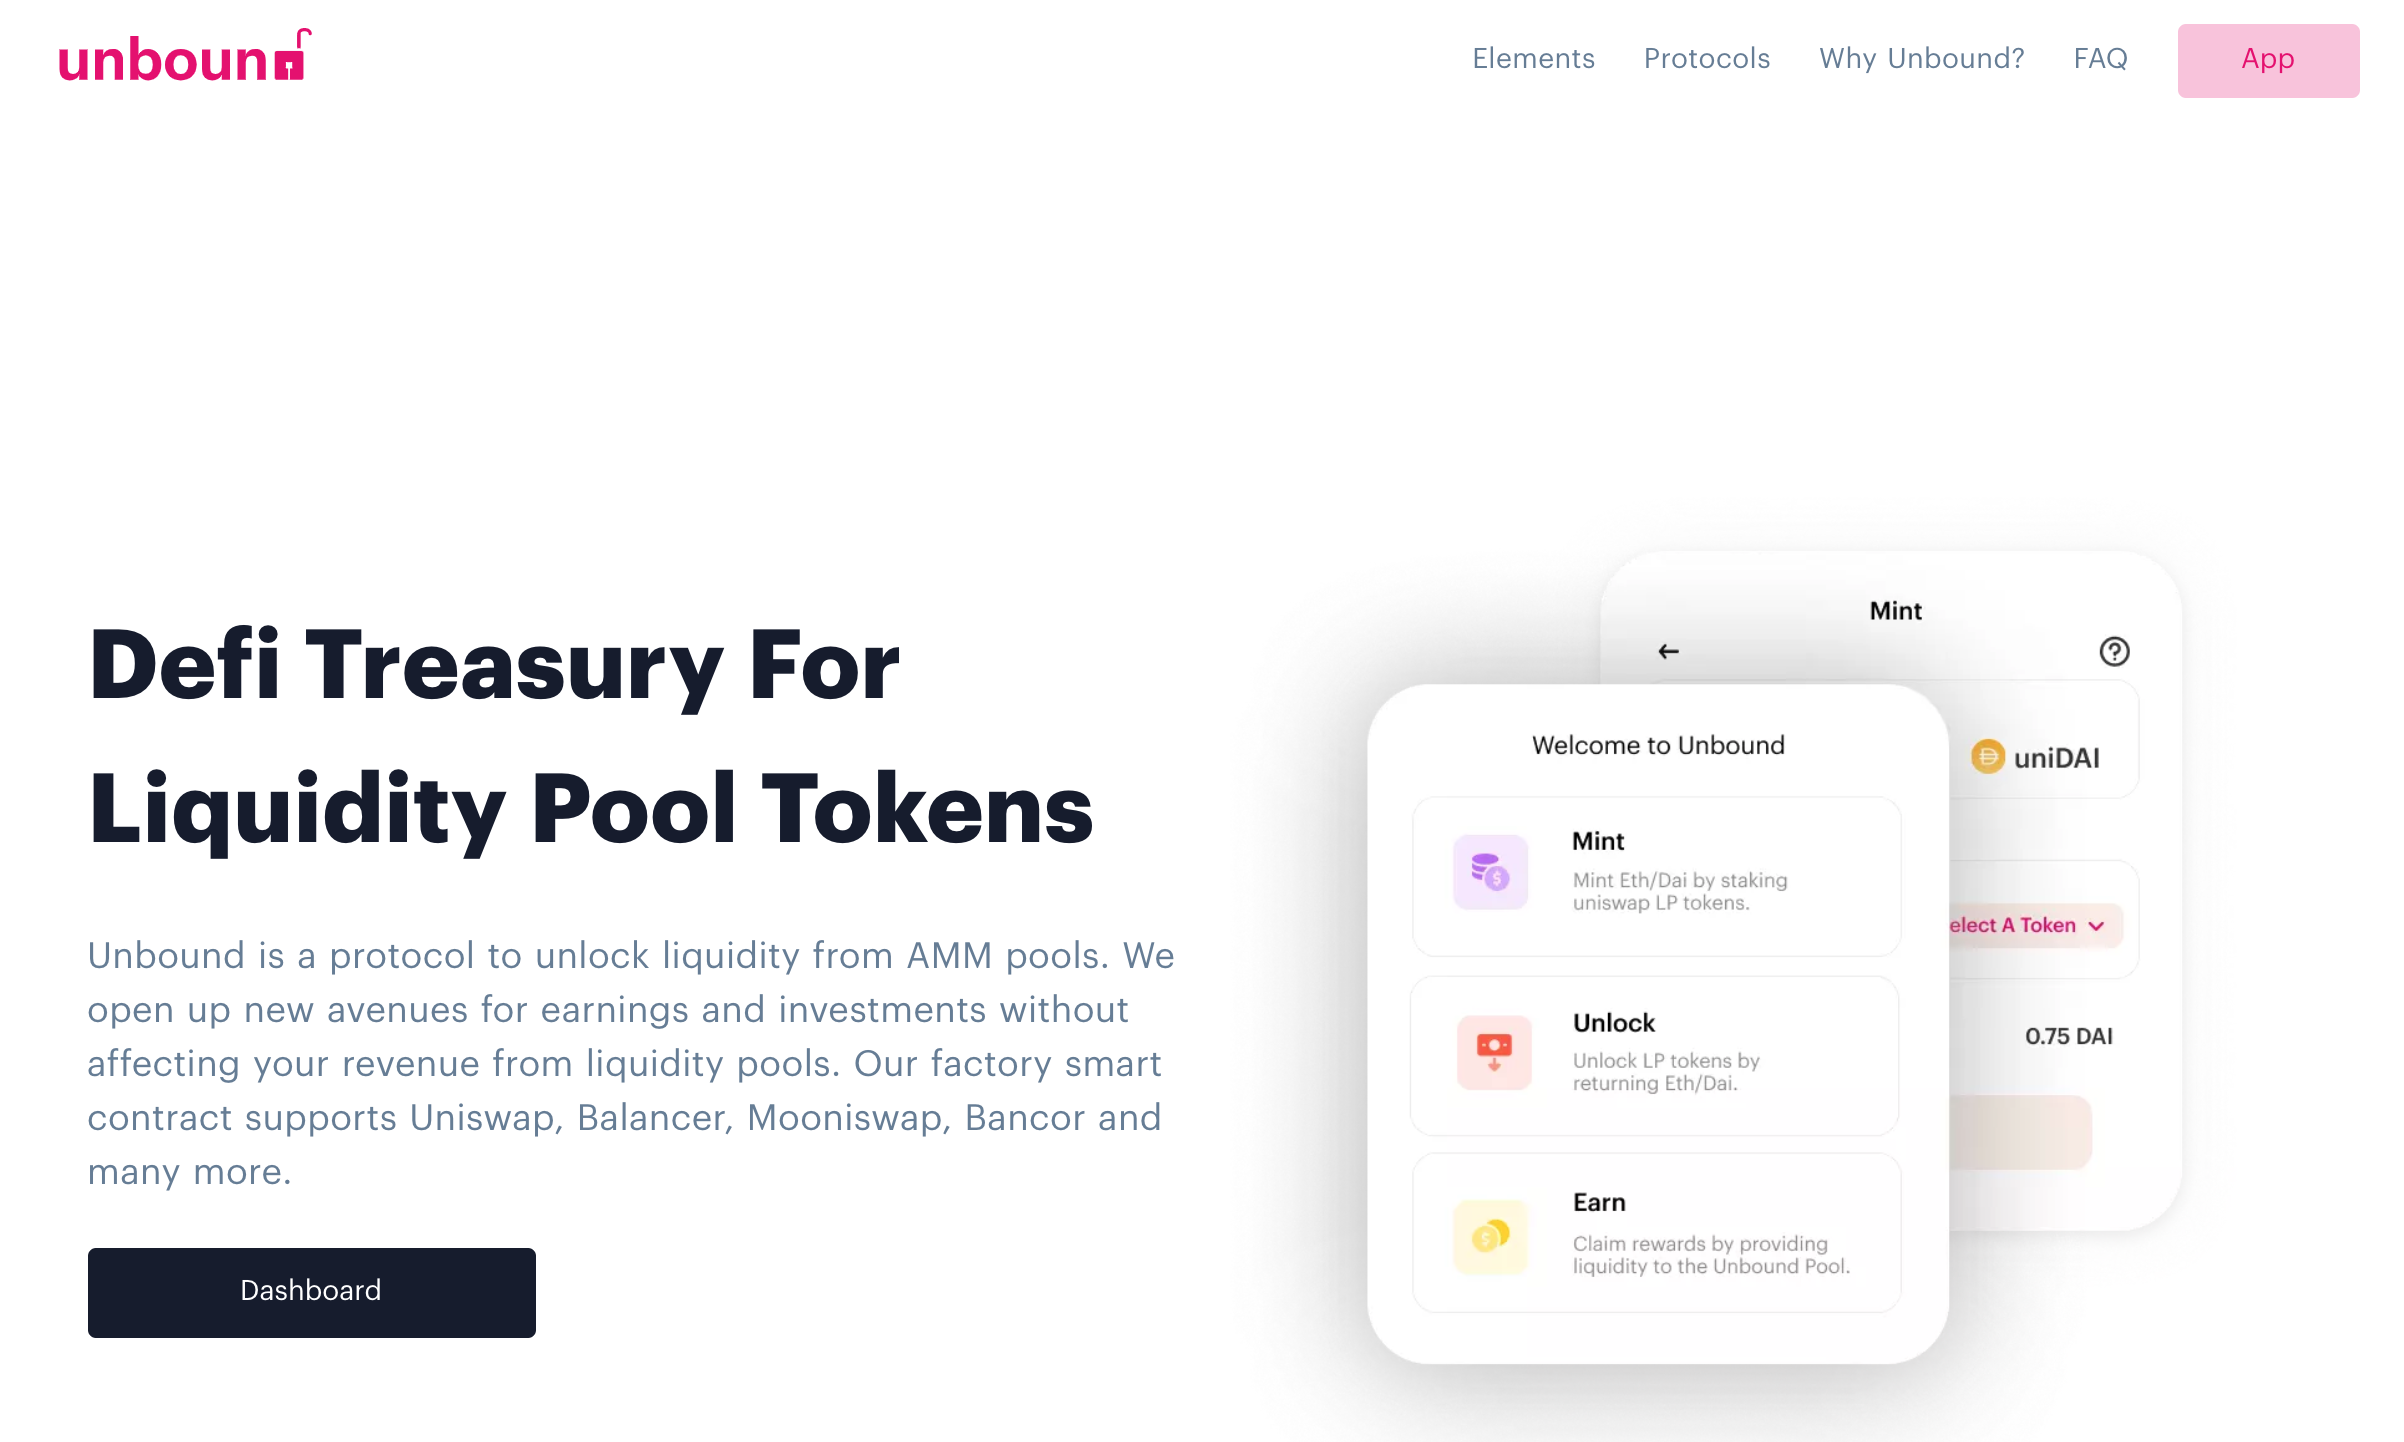 unbound
Elements Protocols Why Unbound? FAQ App
Defi Treasury For
Liquidity Pool Tokens
Unbound is a protocol to unlock liquidity from AMM pools. We
open up new avenues for earnings and investments without
affecting your revenue from liquidity pools. Our factory smart
contract supports Uniswap, Balancer, Mooniswap, Bancor and
many more.
Dashboard
Welcome to Unbound
Mint
Mint Eth/Dai by staking
uniswap LP tokens.
Unlock
Unlock LP tokens by
returning Eth/Dai.
Earn
Claim rewards by providing
liquidity to the Unbound Pool.
Mint
uniDAI
elect A Token
0.75 DAI